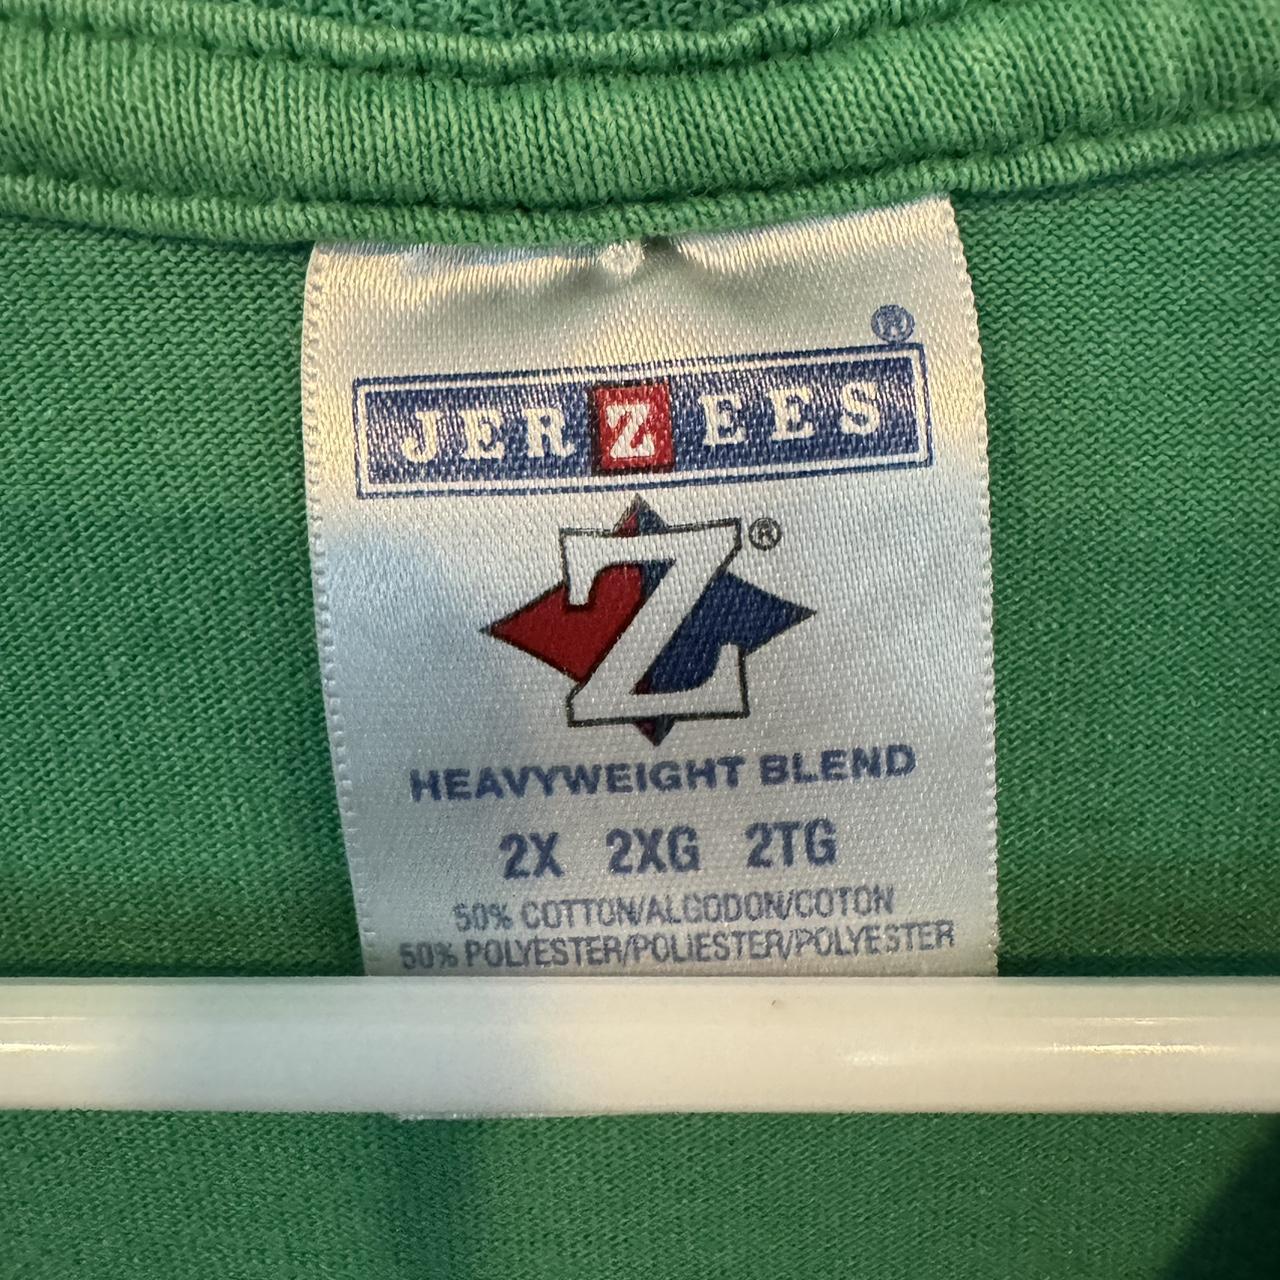 JERZEES®
Z®
HEAVYWEIGHT BLEND
2X 2XG 2TG
50% COTTON/ALGODON/COTON
50% POLYESTER/POLIESTER/POLYESTER